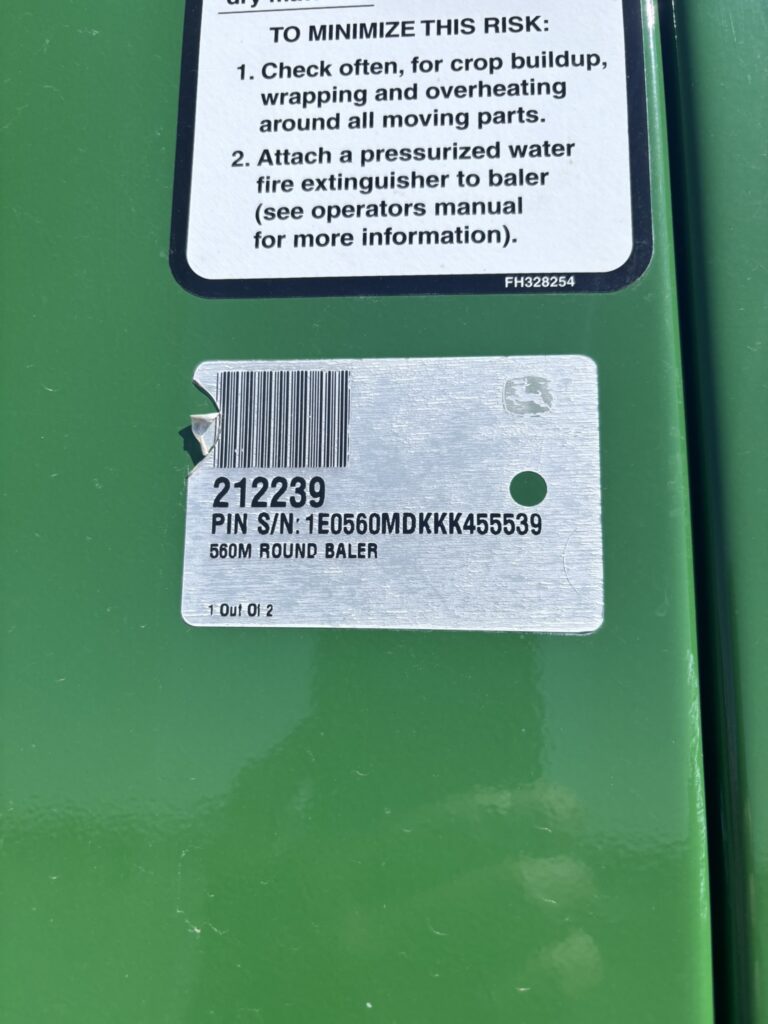 TO MINIMIZE THIS RISK:
1. Check often, for crop buildup,
wrapping and overheating
around all moving parts.
2. Attach a pressurized water
fire extinguisher to baler
(see operators manual
for more information).
FH328254
212239
PIN S/N: 1E0560MDKKK455539
560M ROUND BALER
1 Out Of 2